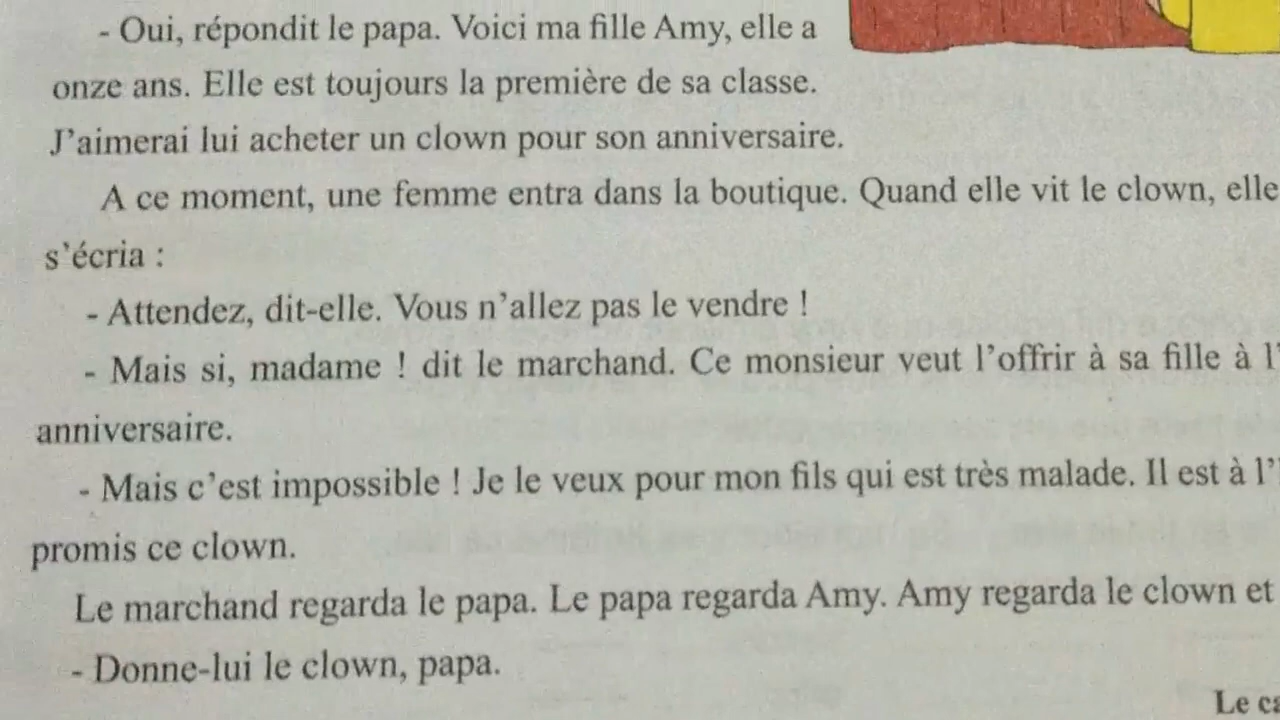 - Oui, répondit le papa. Voici ma fille Amy, elle a
onze ans. Elle est toujours la première de sa classe.
J'aimerai lui acheter un clown pour son anniversaire.
A ce moment, une femme entra dans la boutique. Quand elle vit le clown, elle
s'écria :
- Attendez, dit-elle. Vous n'allez pas le vendre !
- Mais si, madame ! dit le marchand. Ce monsieur veut l'offrir à sa fille à
anniversaire.
- Mais c'est impossible ! Je le veux pour mon fils qui est très malade. Il est à
promis ce clown.
Le marchand regarda le papa. Le papa regarda Amy. Amy regarda le clown et
- Donne-lui le clown, papa.
Le